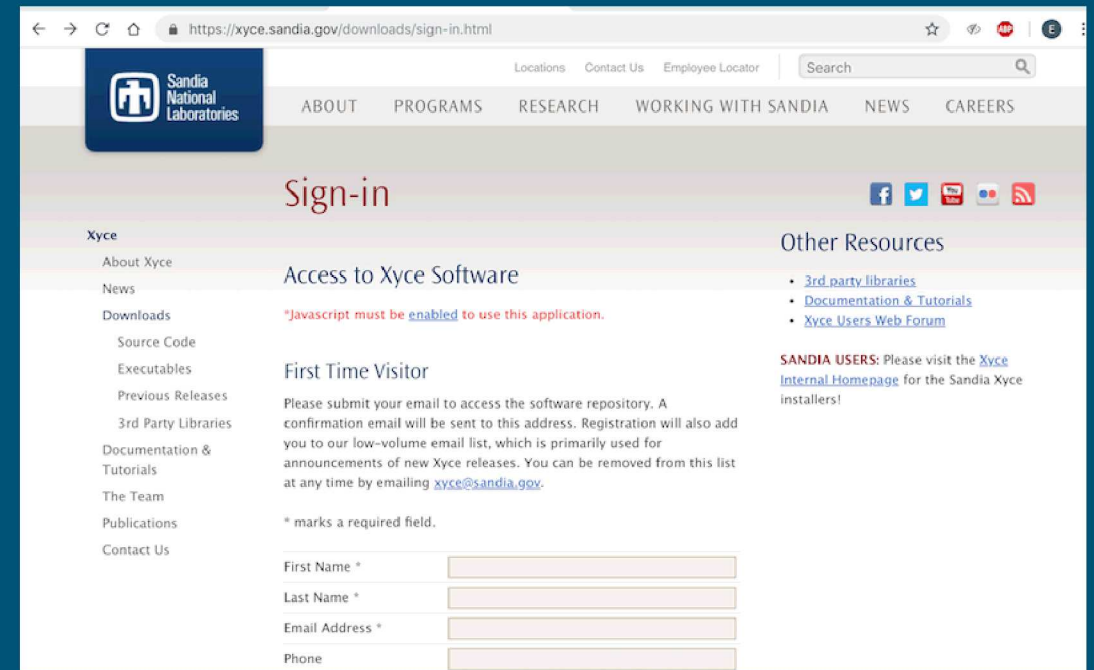 https://xyce.sandia.gov/downloads/sign-in.html
ABP
E
Sandia
National
Laboratories
Locations Contact Us Employee Locator Search
ABOUT PROGRAMS RESEARCH WORKING WITH SANDIA NEWS CAREERS
Sign-in
f
You
Tube
Xyce
About Xyce
News
Downloads
Source Code
Executables
Previous Releases
3rd Party Libraries
Documentation &
Tutorials
The Team
Publications
Contact Us
Access to Xyce Software
*Javascript must be enabled to use this application.
First Time Visitor
Please submit your email to access the software repository. A
confirmation email will be sent to this address. Registration will also add
you to our low-volume email list, which is primarily used for
announcements of new Xyce releases. You can be removed from this list
at any time by emailing xyce@sandia.gov.
* marks a required field.
First Name *
Last Name *
Email Address *
Phone
Other Resources
• 3rd party libraries
• Documentation & Tutorials
• Xyce Users Web Forum
SANDIA USERS: Please visit the Xyce
Internal Homepage for the Sandia Xyce
installers!